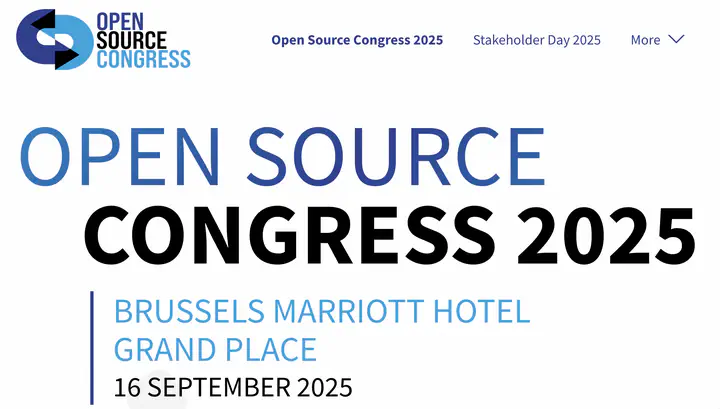 OPEN
SOURCE
CONGRESS
Open Source Congress 2025 Stakeholder Day 2025 More
OPEN SOURCE
CONGRESS 2025
BRUSSELS MARRIOTT HOTEL
GRAND PLACE
16 SEPTEMBER 2025